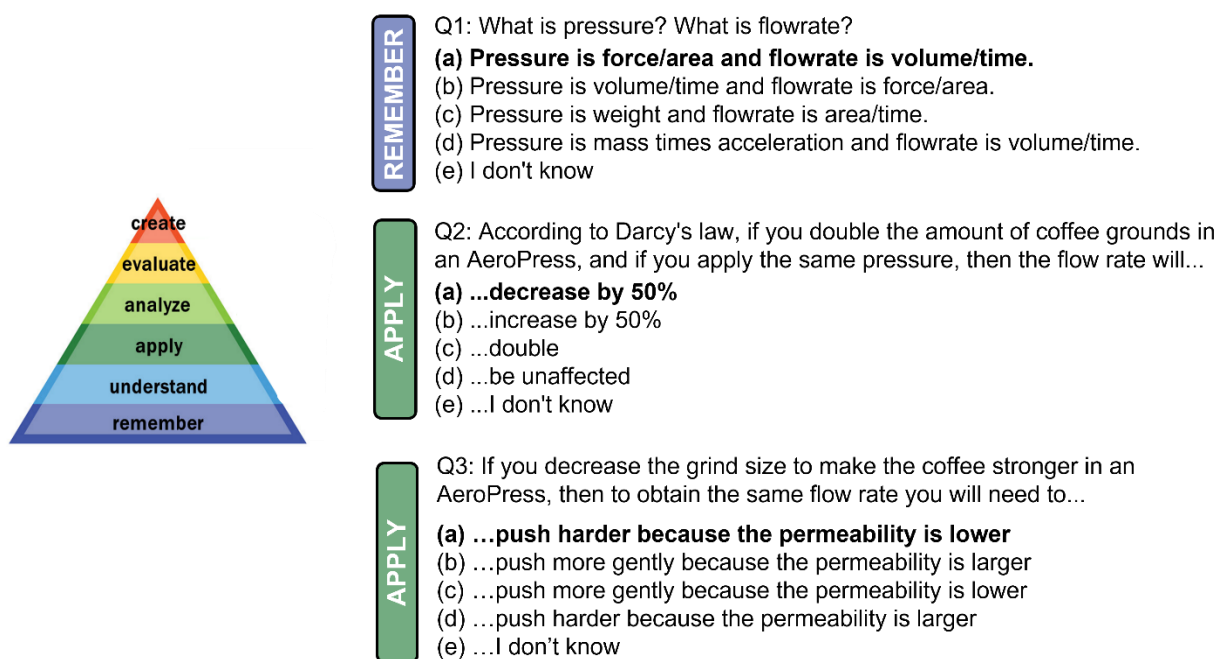 create
evaluate
analyze
apply
understand
remember
REMEMBER
Q1: What is pressure? What is flowrate?
(a) Pressure is force/area and flowrate is volume/time.
(b) Pressure is volume/time and flowrate is force/area.
(c) Pressure is weight and flowrate is area/time.
(d) Pressure is mass times acceleration and flowrate is volume/time.
(e) I don't know
APPLY
Q2: According to Darcy's law, if you double the amount of coffee grounds in
an AeroPress, and if you apply the same pressure, then the flow rate will...
(a) ...decrease by 50%
(b) ...increase by 50%
(c) ...double
(d) ...be unaffected
(e) ...I don't know
APPLY
Q3: If you decrease the grind size to make the coffee stronger in an
AeroPress, then to obtain the same flow rate you will need to...
(a) …push harder because the permeability is lower
(b) …push more gently because the permeability is larger
(c) …push more gently because the permeability is lower
(d) …push harder because the permeability is larger
(e) …I don’t know